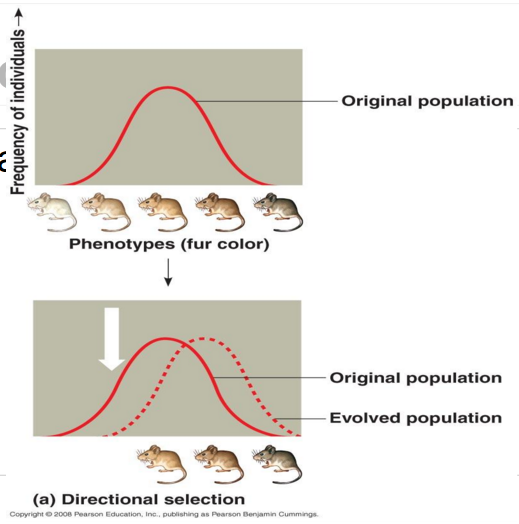 Frequency of individuals
Original population
Phenotypes (fur color)
Original population
Evolved population
(a) Directional selection
Copyright © 2008 Pearson Education, Inc., publishing as Pearson Benjamin Cummings.